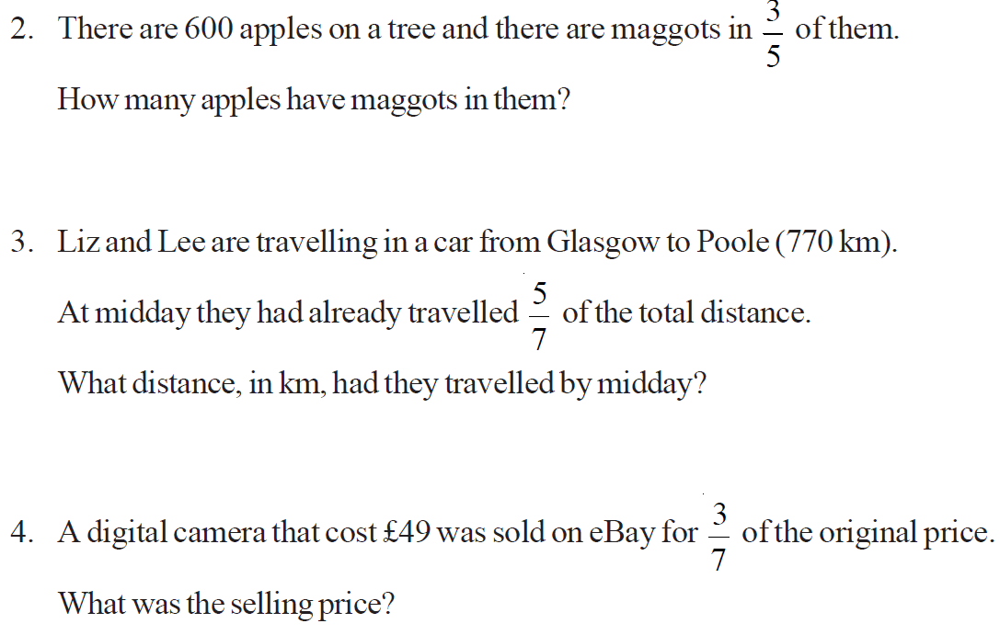 2. There are 600 apples on a tree and there are maggots in 3/5 of them.
How many apples have maggots in them?
3. Liz and Lee are travelling in a car from Glasgow to Poole (770 km).
At midday they had already travelled 5/7 of the total distance.
What distance, in km, had they travelled by midday?
4. A digital camera that cost £49 was sold on eBay for 3/7 of the original price.
What was the selling price?